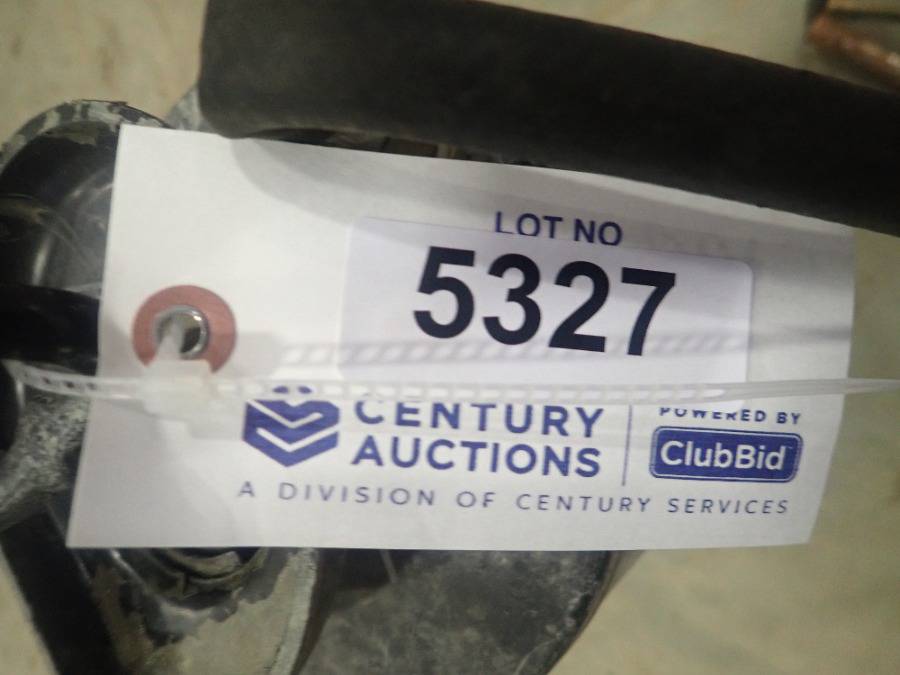 LOT NO
5327
CENTURY
AUCTIONS
POWERED BY
ClubBid
A DIVISION OF CENTURY SERVICES